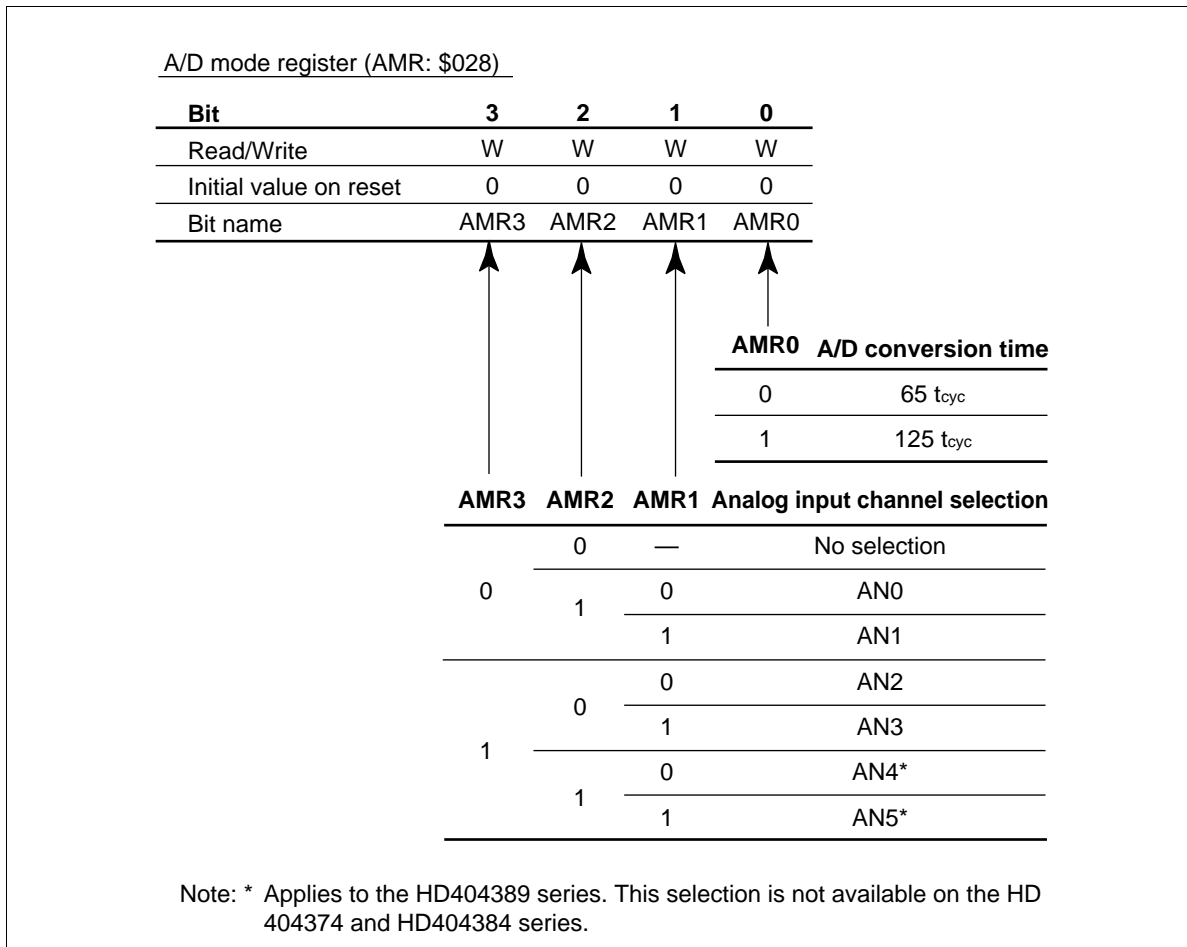 A/D mode register (AMR: $028)
Bit 3 2 1 0
Read/Write W W W W
Initial value on reset 0 0 0 0
Bit name AMR3 AMR2 AMR1 AMR0
AMR0 A/D conversion time
0 65 tcyc
1 125 tcyc
AMR3 AMR2 AMR1 Analog input channel selection
0 — No selection
0 1 0 AN0
1 AN1
0 0 AN2
1 AN3
1
1 0 AN4*
1 AN5*
Note: * Applies to the HD404389 series. This selection is not available on the HD
404374 and HD404384 series.